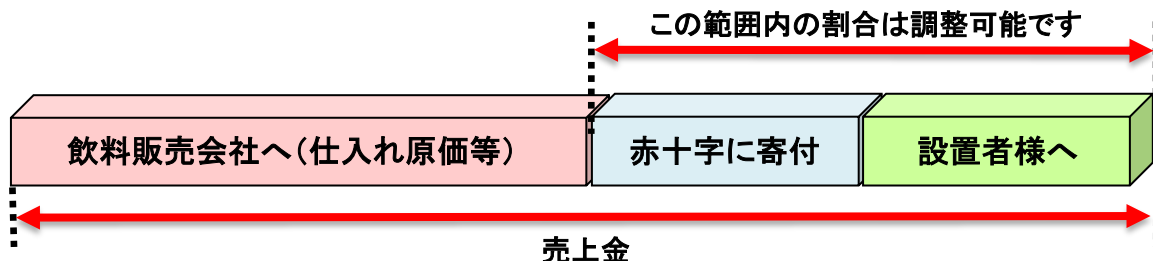 この範囲内の割合は調整可能です
飲料販売会社へ（仕入れ原価等）
赤十字に寄付
設置者様へ
売上金